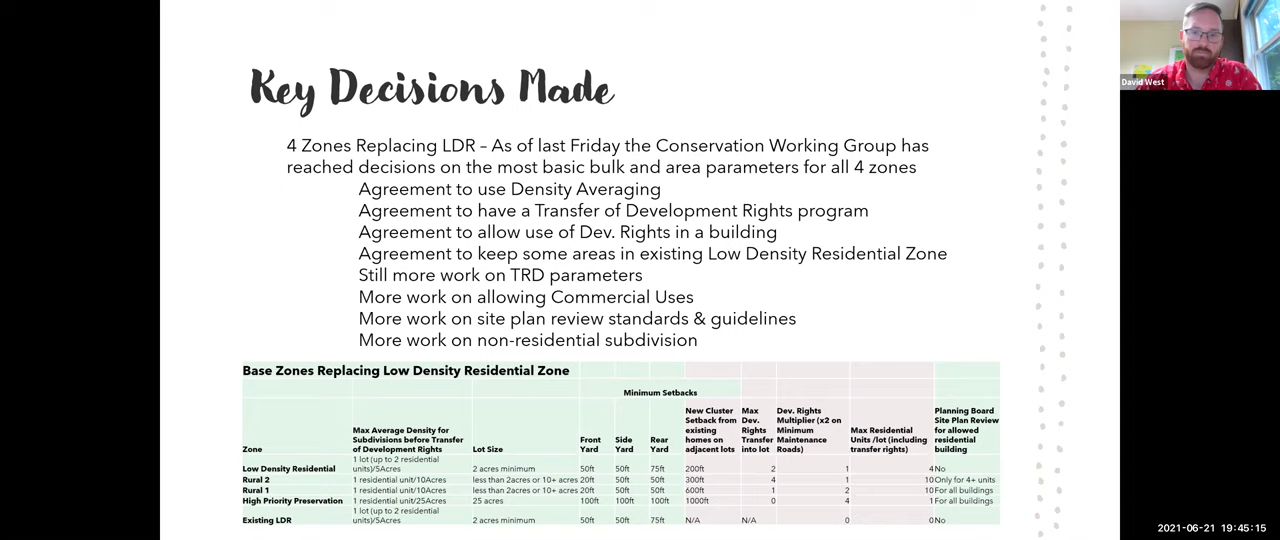 Key Decisions Made
David West
4 Zones Replacing LDR – As of last Friday the Conservation Working Group has
reached decisions on the most basic bulk and area parameters for all 4 zones
Agreement to use Density Averaging
Agreement to have a Transfer of Development Rights program
Agreement to allow use of Dev. Rights in a building
Agreement to keep some areas in existing Low Density Residential Zone
Still more work on TRD parameters
More work on allowing Commercial Uses
More work on site plan review standards & guidelines
More work on non-residential subdivision
Base Zones Replacing Low Density Residential Zone
Minimum Setbacks
Zone
Max Average Density for
Subdivisions before Transfer
of Development Rights
Lot Size
Front
Yard
Side
Yard
Rear
Yard
New Cluster
Setback from
existing
homes on
adjacent lots
Max
Dev.
Rights
Transfer
into lot
Dev. Rights
Multiplier (x2 on
Minimum
Maintenance
Roads)
Max Residential
Units /lot (including
transfer rights)
Planning Board
Site Plan Review
for allowed
residential
building
1 lot (up to 2 residential
Low Density Residential units)/5Acres 2 acres minimum 50ft 50ft 75ft 200ft 2 1 4 No
Rural 2 1 residential unit/10Acres less than 2acres or 10+ acres 20ft 50ft 50ft 300ft 4 1 10 Only for 4+ units
Rural 1 1 residential unit/10Acres less than 2acres or 10+ acres 20ft 50ft 50ft 600ft 1 2 10 For all buildings
High Priority Preservation 1 residential unit/25Acres 25 acres 100ft 100ft 100ft 1000ft 0 4 1 For all buildings
1 lot (up to 2 residential
Existing LDR units)/5Acres 2 acres minimum 50ft 50ft 75ft N/A N/A 0 0 No
2021-06-21 19:45:15